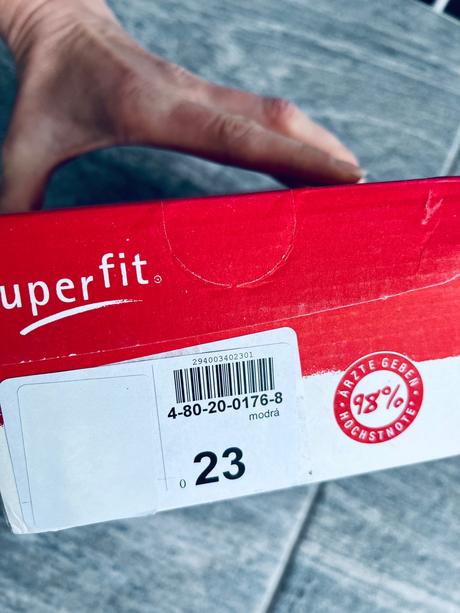 uperfit
294003402301
4-80-20-0176-8
modrá
0 23
ÄRZTE GEBEN
98%
HÖCHSTNOTE